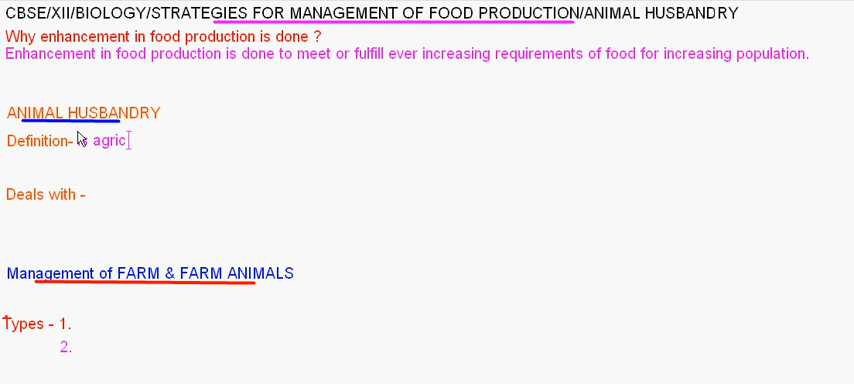 CBSE/XII/BIOLOGY/STRATEGIES FOR MANAGEMENT OF FOOD PRODUCTION/ANIMAL HUSBANDRY
Why enhancement in food production is done ?
Enhancement in food production is done to meet or fulfill ever increasing requirements of food for increasing population.
ANIMAL HUSBANDRY
Definition- agric
Deals with -
Management of FARM & FARM ANIMALS
Types - 1.
2.